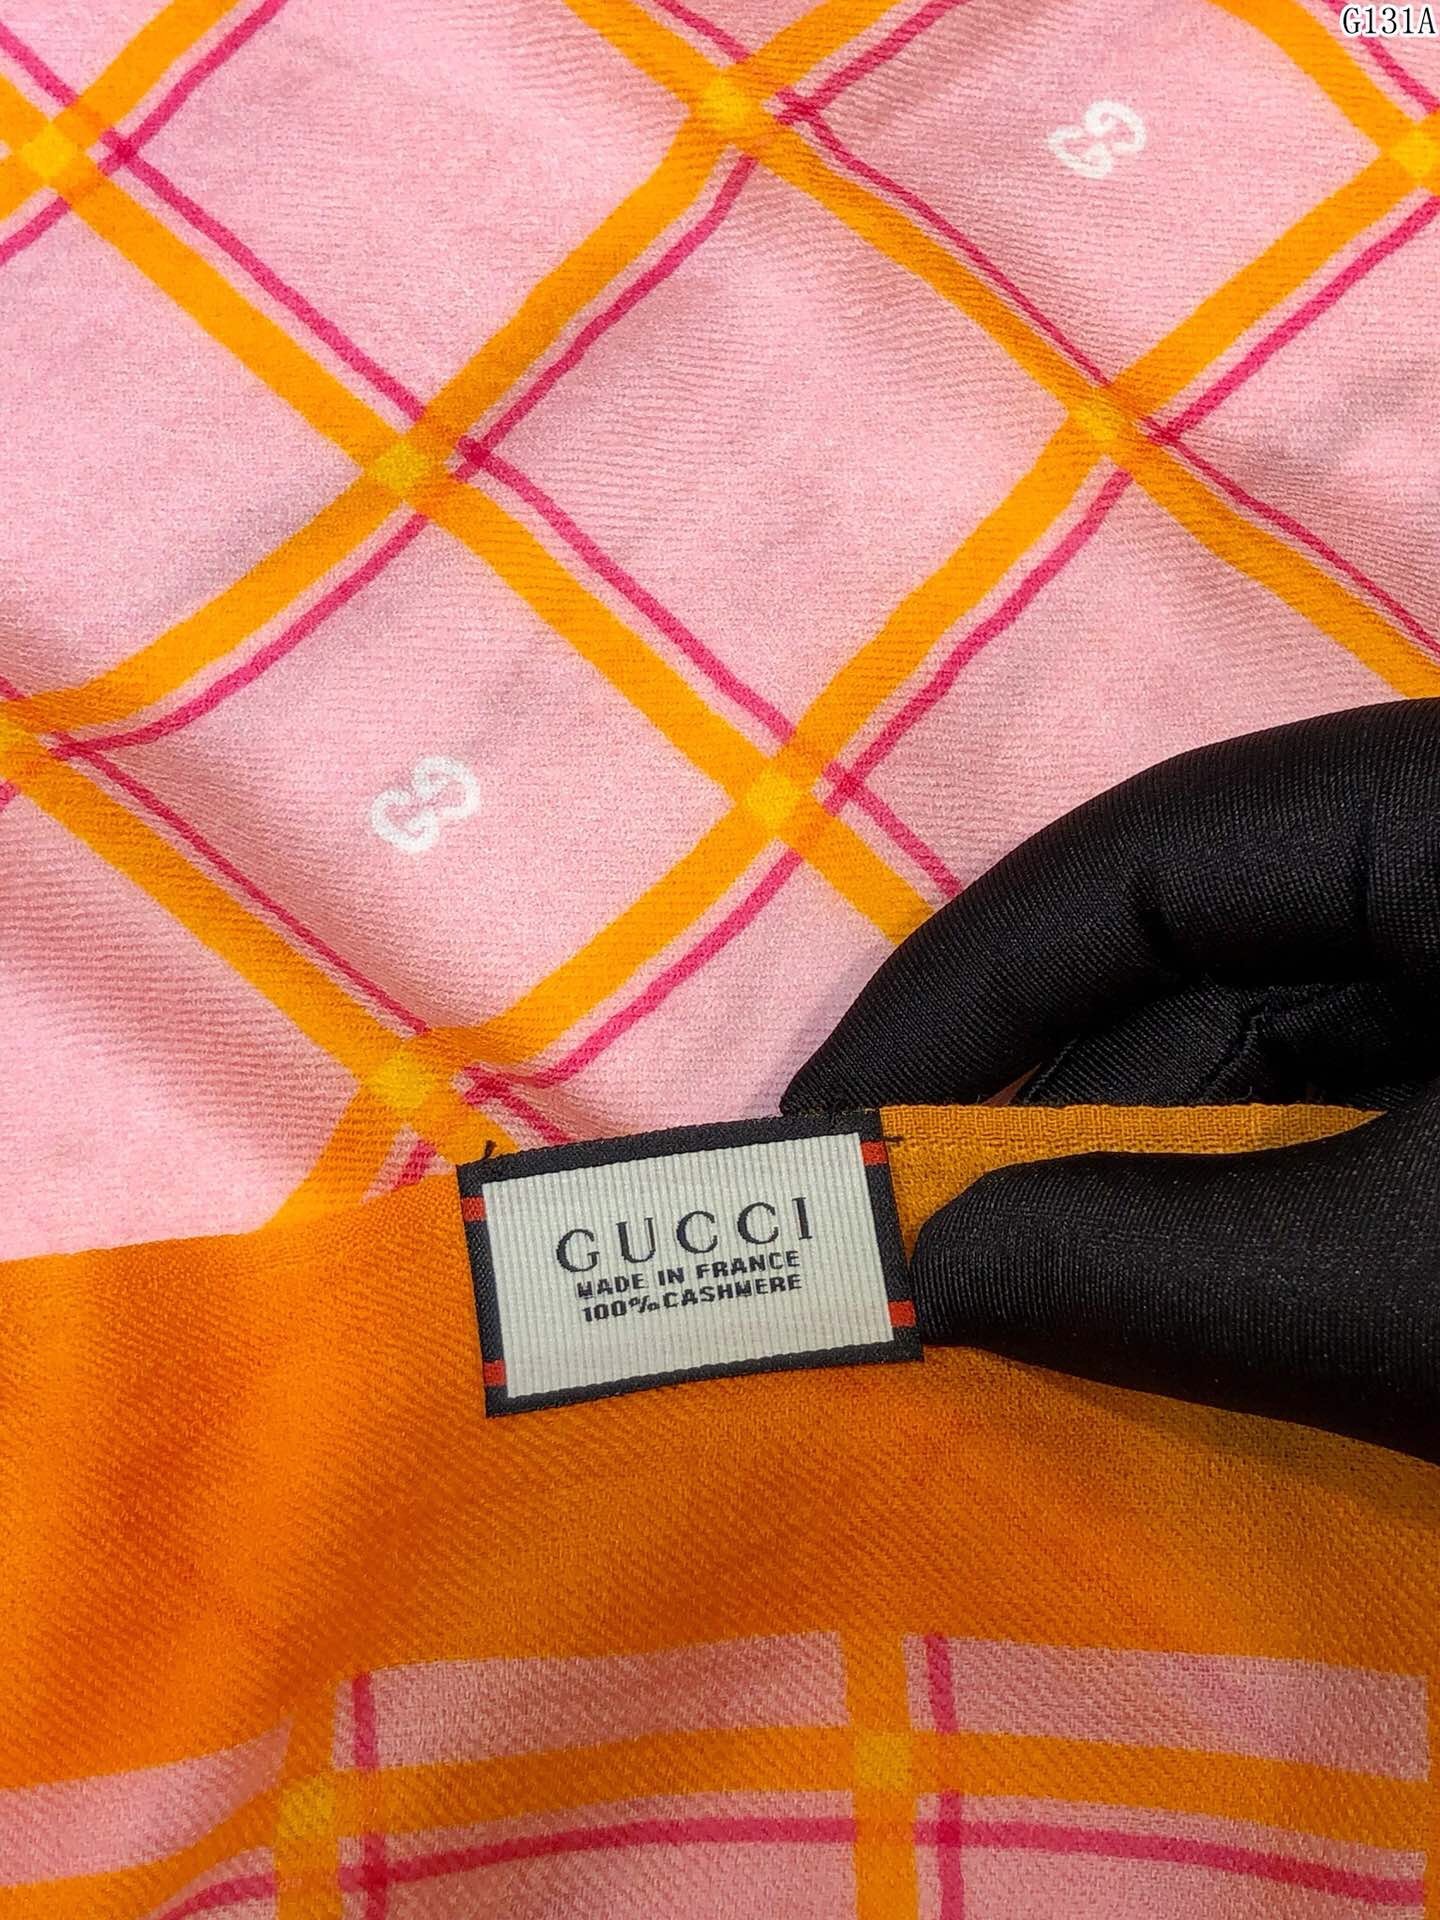 G131A
GUCCI
MADE IN FRANCE
100% CASHMERE